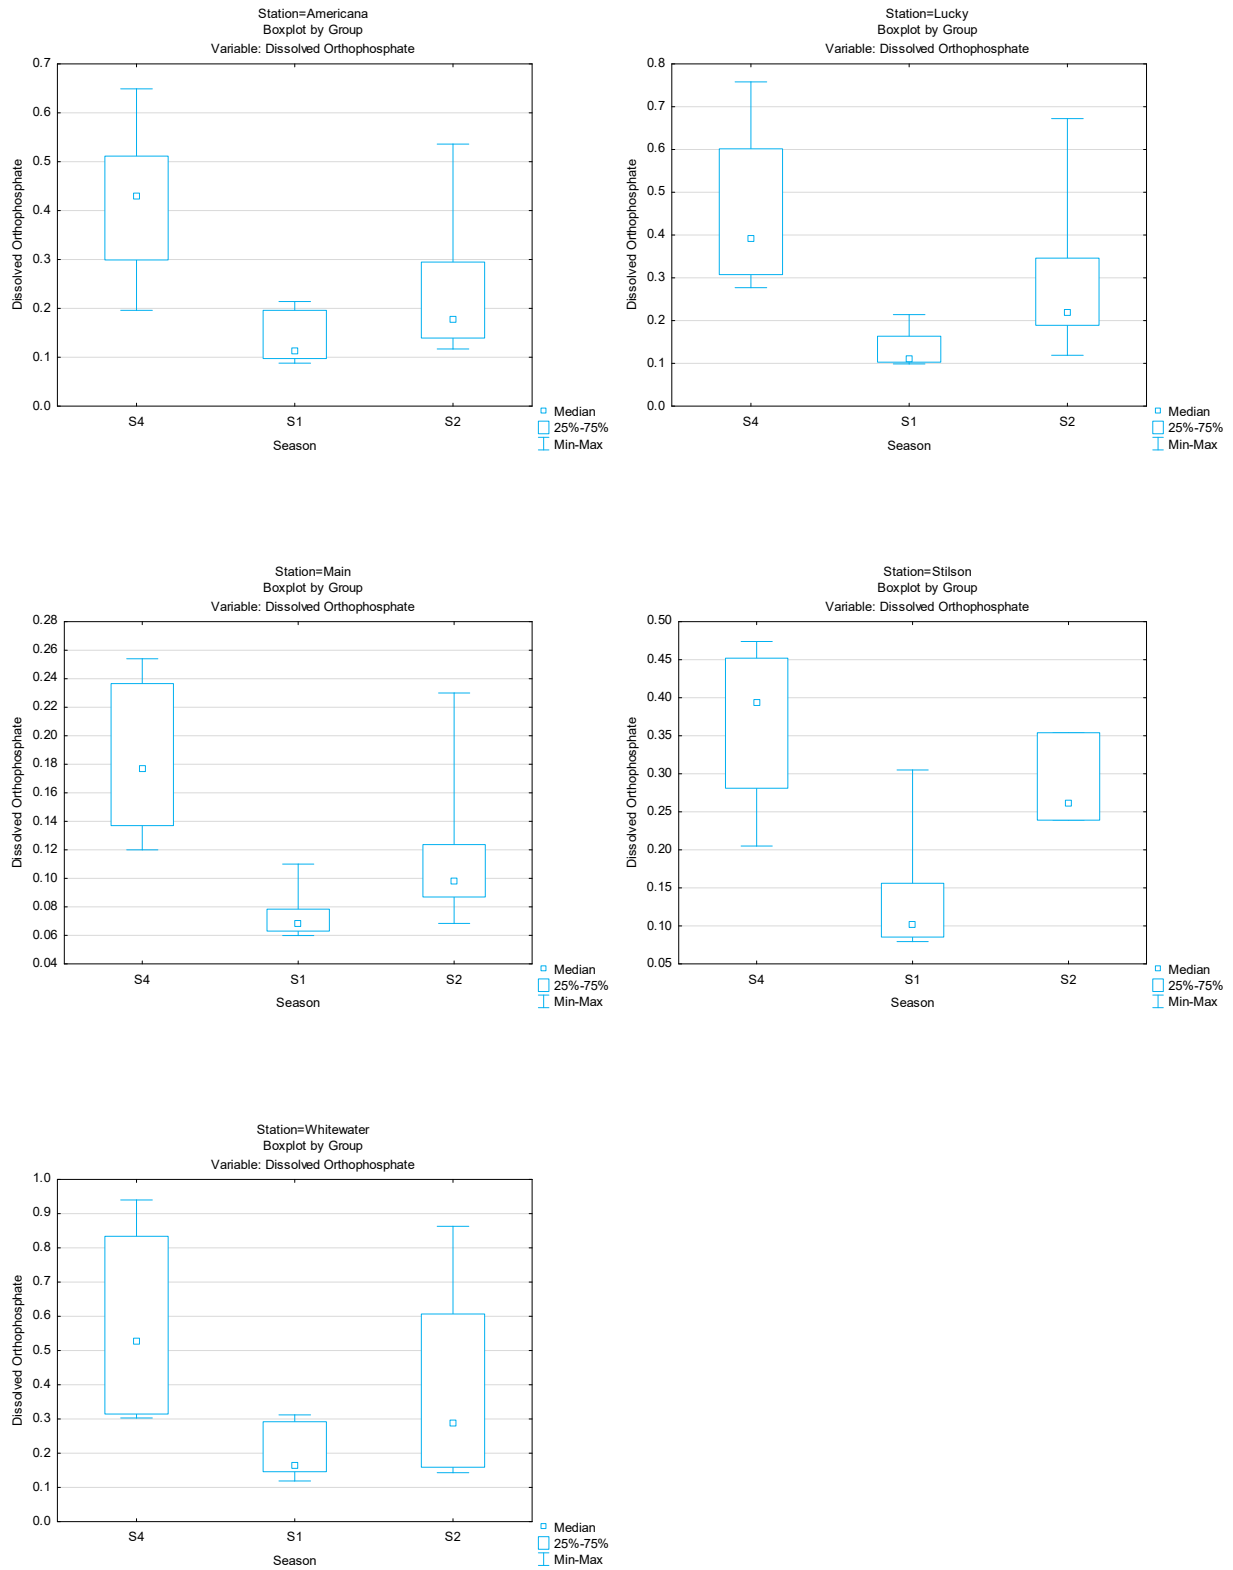 Station=Americana
Boxplot by Group
Variable: Dissolved Orthophosphate
0.7
0.6
0.5
0.4
0.3
0.2
0.1
0.0
Dissolved Orthophosphate
S4 S1 S2
Season
Median
25%-75%
Min-Max
Station=Lucky
Boxplot by Group
Variable: Dissolved Orthophosphate
0.8
0.7
0.6
0.5
0.4
0.3
0.2
0.1
0.0
Dissolved Orthophosphate
S4 S1 S2
Season
Median
25%-75%
Min-Max
Station=Main
Boxplot by Group
Variable: Dissolved Orthophosphate
0.28
0.26
0.24
0.22
0.20
0.18
0.16
0.14
0.12
0.10
0.08
0.06
0.04
Dissolved Orthophosphate
S4 S1 S2
Season
Median
25%-75%
Min-Max
Station=Stilson
Boxplot by Group
Variable: Dissolved Orthophosphate
0.50
0.45
0.40
0.35
0.30
0.25
0.20
0.15
0.10
0.05
Dissolved Orthophosphate
S4 S1 S2
Season
Median
25%-75%
Min-Max
Station=Whitewater
Boxplot by Group
Variable: Dissolved Orthophosphate
1.0
0.9
0.8
0.7
0.6
0.5
0.4
0.3
0.2
0.1
0.0
Dissolved Orthophosphate
S4 S1 S2
Season
Median
25%-75%
Min-Max